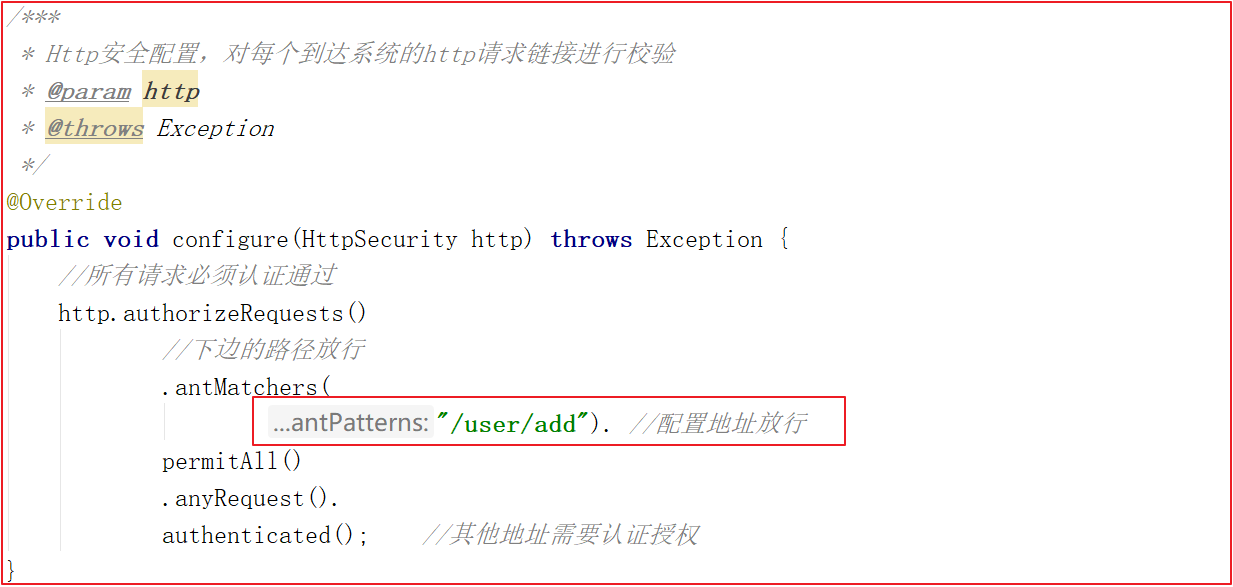 /***
 * Http安全配置，对每个到达系统的http请求链接进行校验
 * @param http
 * @throws Exception
 */
@Override
public void configure(HttpSecurity http) throws Exception {
    //所有请求必须认证通过
    http.authorizeRequests()
            //下边的路径放行
            .antMatchers(
                    ...antPatterns: "/user/add"). //配置地址放行
            permitAll()
            .anyRequest().
            authenticated();    //其他地址需要认证授权
}